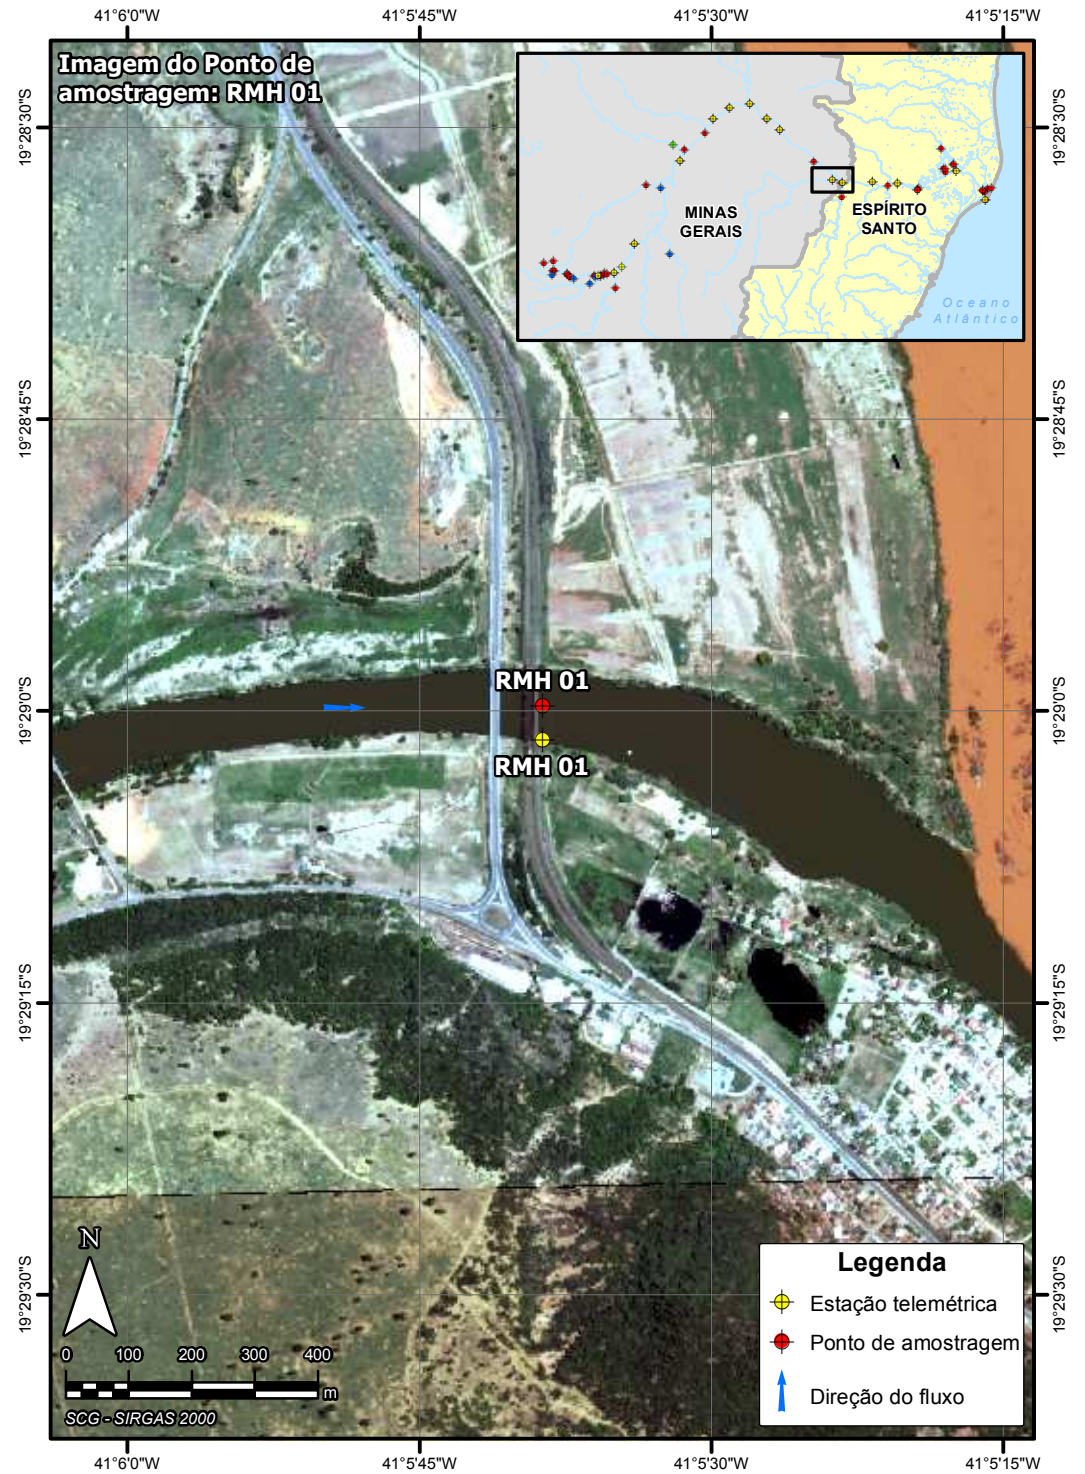 41°6'0"W
41°5'45"W
41°5'30"W
41°5'15"W
Imagem do Ponto de
amostragem: RMH 01
19°28'30"S
19°28'30"S
MINAS
GERAIS
ESPÍRITO
SANTO
Oceano
Atlântico
19°28'45"S
19°28'45"S
RMH 01
19°29'0"S
19°29'0"S
RMH 01
19°29'15"S
19°29'15"S
N
Legenda
Estação telemétrica
Ponto de amostragem
Direção do fluxo
19°29'30"S
19°29'30"S
0 100 200 300 400
m
SCG - SIRGAS 2000
41°6'0"W
41°5'45"W
41°5'30"W
41°5'15"W